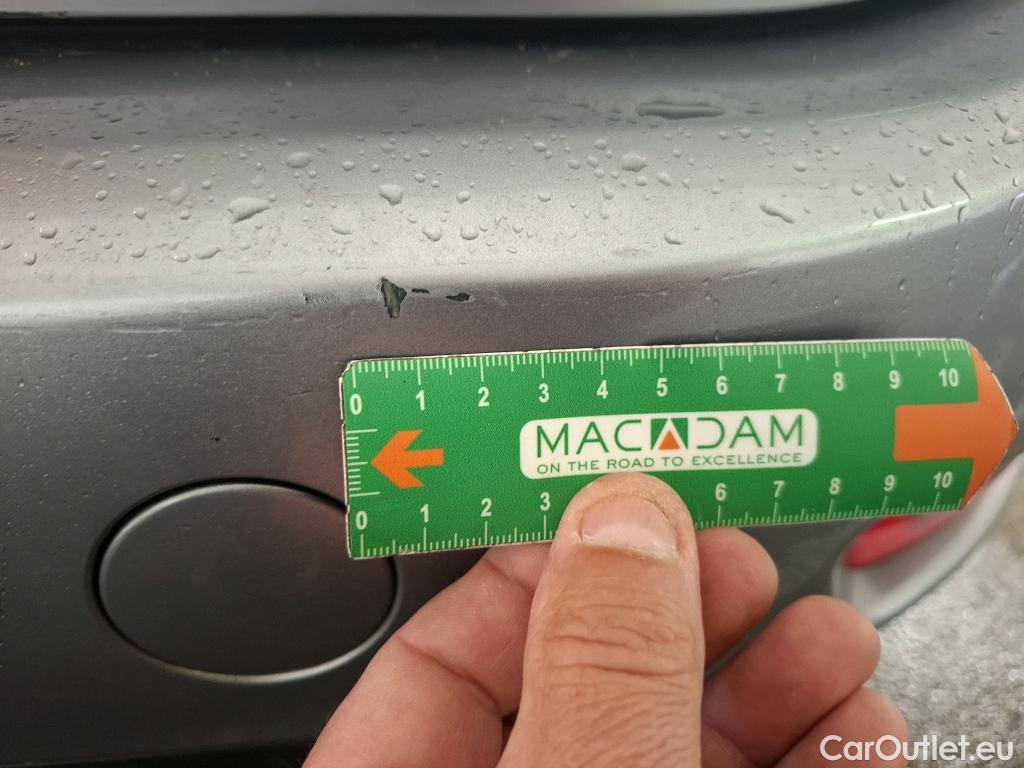 0 1 2 3 4 5 6 7 8 9 10
MACADAM
ON THE ROAD TO EXCELLENCE
0 1 2 3 6 7 8 9 10
CarOutlet.eu